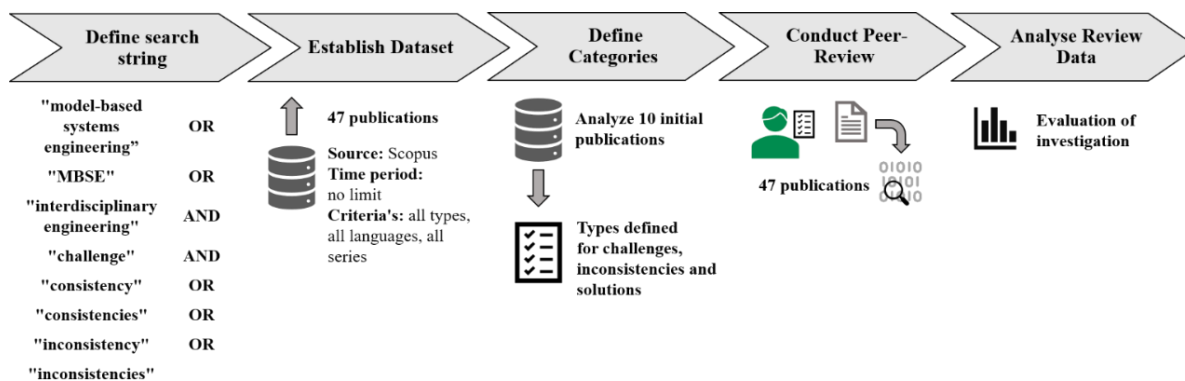 Define search
string
Establish Dataset
Define
Categories
Conduct Peer-
Review
Analyse Review
Data
"model-based
systems
engineering”
OR
"MBSE"
OR
"interdisciplinary
engineering"
AND
"challenge"
AND
"consistency"
OR
"consistencies"
OR
"inconsistency"
OR
"inconsistencies"
47 publications
Source: Scopus
Time period:
no limit
Criteria's: all types,
all languages, all
series
Analyze 10 initial
publications
Types defined
for challenges,
inconsistencies and
solutions
47 publications
01010
10101
01010
Evaluation of
investigation